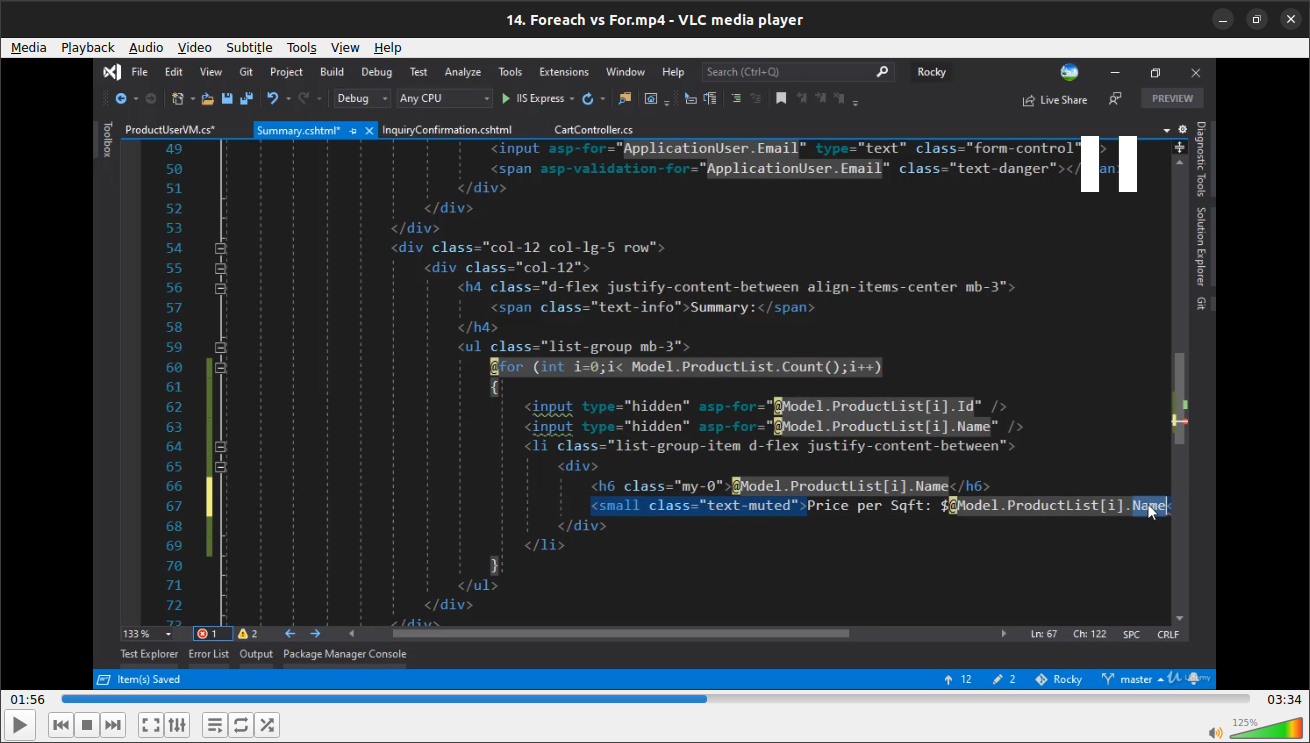 14. Foreach vs For.mp4 - VLC media player
Media Playback Audio Video Subtitle Tools View Help
File Edit View Git Project Build Debug Test Analyze Tools Extensions Window Help Search (Ctrl+Q) Rocky
Debug Any CPU IIS Express Live Share PREVIEW
Toolbox
ProductUserVM.cs* Summary.cshtml* InquiryConfirmation.cshtml CartController.cs
Diagnostic Tools
Solution Explorer
Git
49 <input asp-for="ApplicationUser.Email" type="text" class="form-control"
50 <span asp-validation-for="ApplicationUser.Email" class="text-danger"></
51 </div>
52 </div>
53 </div>
54 <div class="col-12 col-lg-5 row">
55 <div class="col-12">
56 <h4 class="d-flex justify-content-between align-items-center mb-3">
57 <span class="text-info">Summary:</span>
58 </h4>
59 <ul class="list-group mb-3">
60 @for (int i=0;i< Model.ProductList.Count();i++)
61 {
62 <input type="hidden" asp-for="@Model.ProductList[i].Id" />
63 <input type="hidden" asp-for="@Model.ProductList[i].Name" />
64 <li class="list-group-item d-flex justify-content-between">
65 <div>
66 <h6 class="my-0">@Model.ProductList[i].Name</h6>
67 <small class="text-muted">Price per Sqft: $@Model.ProductList[i].Name<
68 </div>
69 </li>
70 }
71 </ul>
72 </div>
73 </div>
133 % 1 2 Ln: 67 Ch: 122 SPC CRLF
Test Explorer Error List Output Package Manager Console
Item(s) Saved 12 2 Rocky master
01:56 03:34
125%